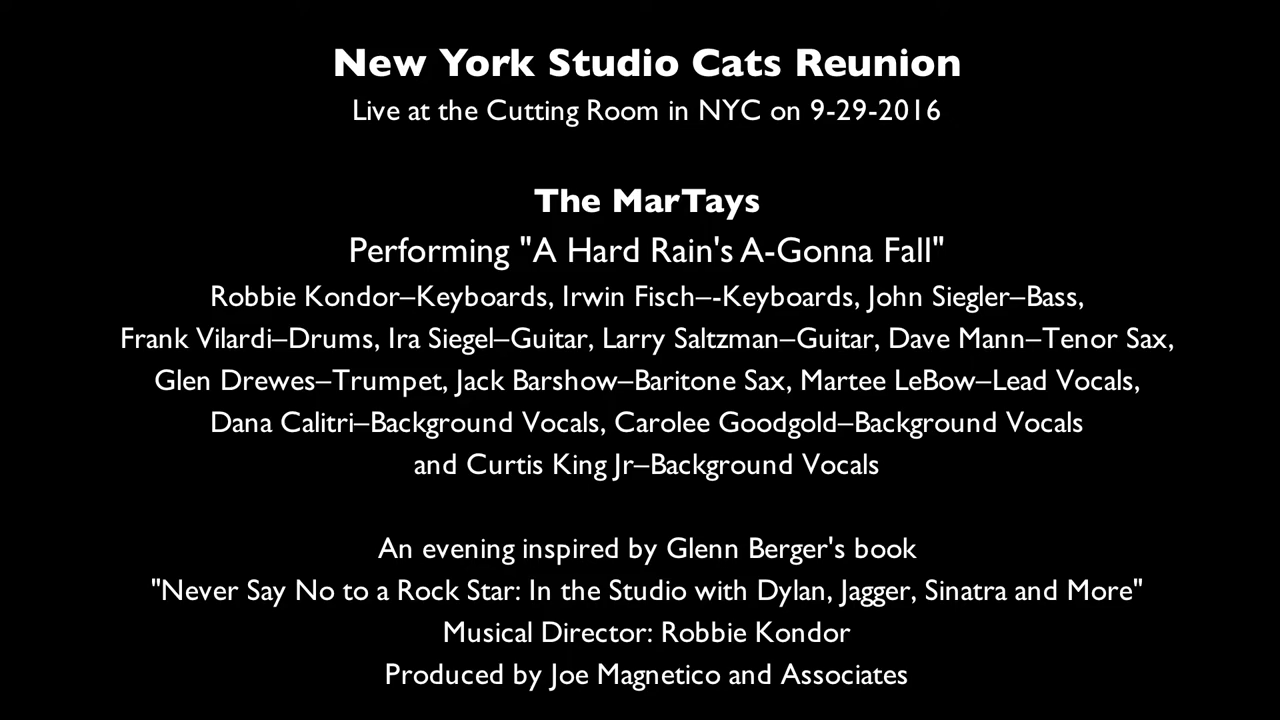 New York Studio Cats Reunion
Live at the Cutting Room in NYC on 9-29-2016
The MarTays
Performing "A Hard Rain's A-Gonna Fall"
Robbie Kondor–Keyboards, Irwin Fisch–-Keyboards, John Siegler–Bass,
Frank Vilardi–Drums, Ira Siegel–Guitar, Larry Saltzman–Guitar, Dave Mann–Tenor Sax,
Glen Drewes–Trumpet, Jack Barshow–Baritone Sax, Martee LeBow–Lead Vocals,
Dana Calitri–Background Vocals, Carolee Goodgold–Background Vocals
and Curtis King Jr–Background Vocals
An evening inspired by Glenn Berger's book
"Never Say No to a Rock Star: In the Studio with Dylan, Jagger, Sinatra and More"
Musical Director: Robbie Kondor
Produced by Joe Magnetico and Associates